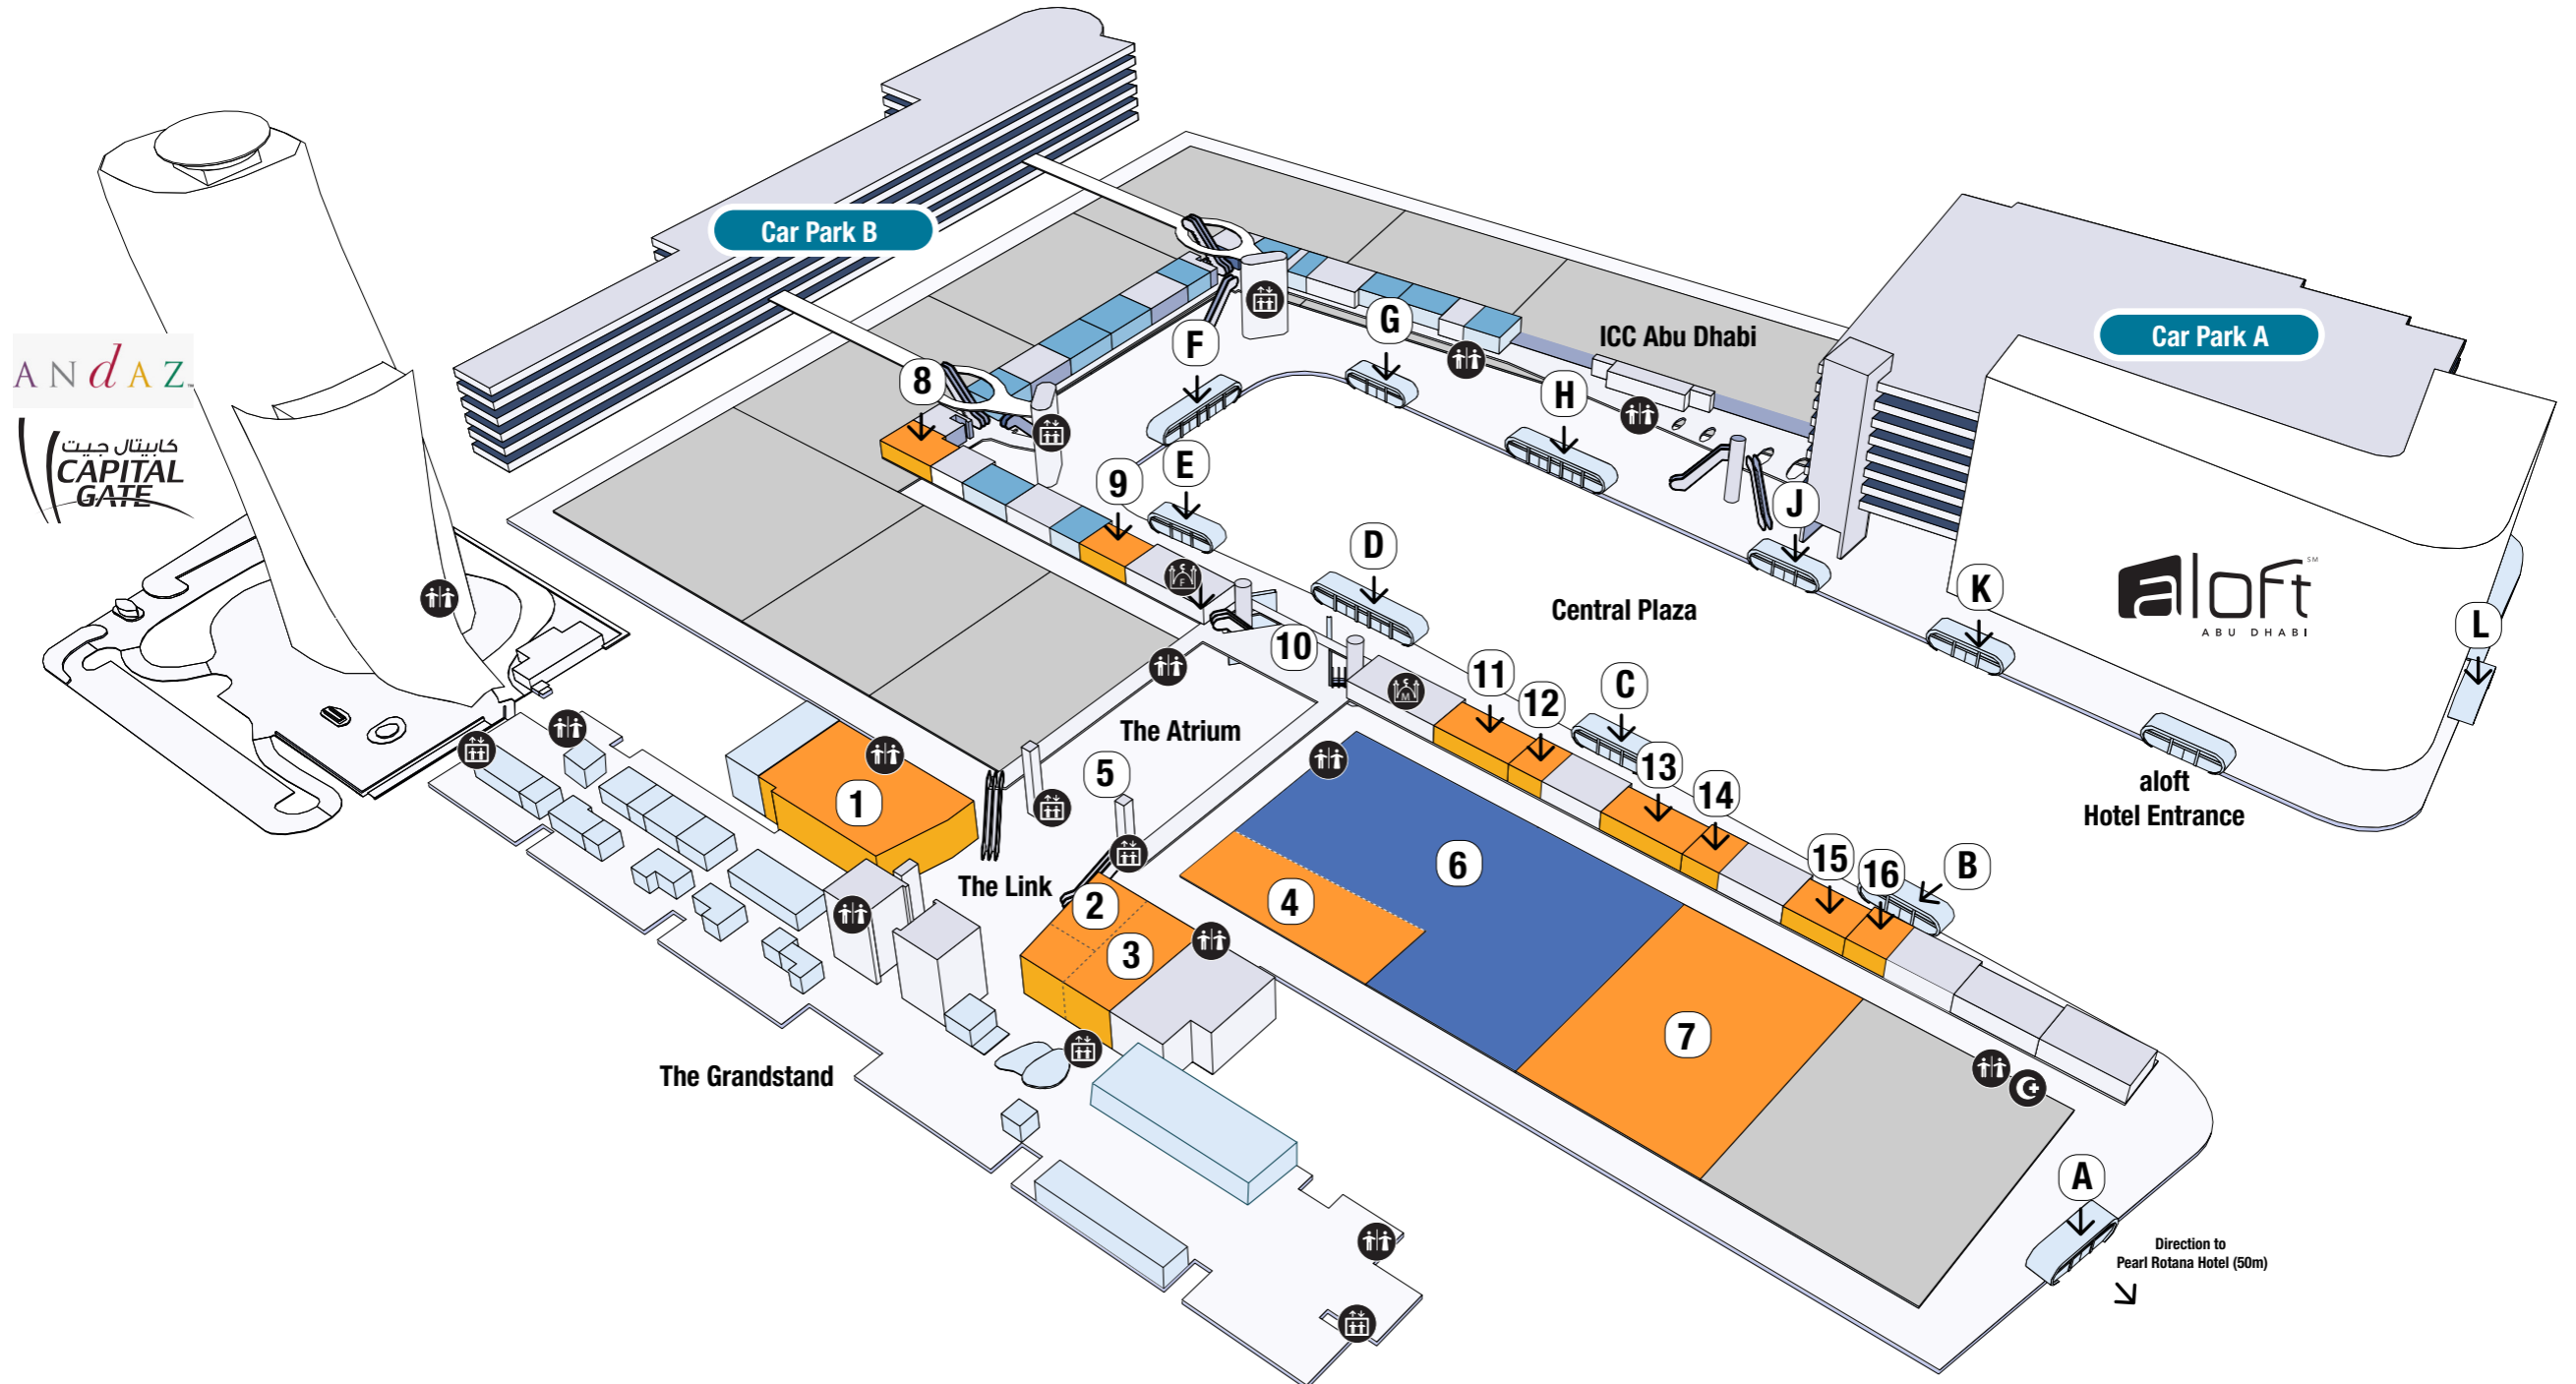 Car Park B
F
G
ICC Abu Dhabi
Car Park A
ANdAZ
8
H
كابيتال جيت
CAPITAL
GATE
E
9
J
D
aloft
SM
ABU DHABI
K
Central Plaza
L
10
F
M
11
12
C
The Atrium
5
13
14
aloft
Hotel Entrance
1
6
15
16
B
The Link
2
4
3
7
The Grandstand
A
Direction to
Pearl Rotana Hotel (50m)